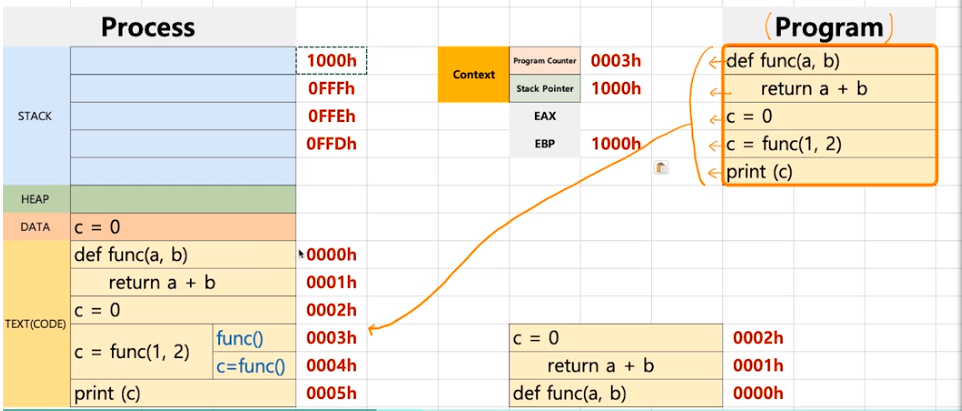 Process
(Program)
1000h
Context
Program Counter
0003h
def func(a, b)
0FFFh
Stack Pointer
1000h
return a + b
STACK
0FFEh
EAX
c = 0
0FFDh
EBP
1000h
c = func(1, 2)
print (c)
HEAP
DATA
c = 0
TEXT(CODE)
def func(a, b)
0000h
return a + b
0001h
c = 0
0002h
c = func(1, 2)
func()
0003h
c=func()
0004h
print (c)
0005h
c = 0
0002h
return a + b
0001h
def func(a, b)
0000h